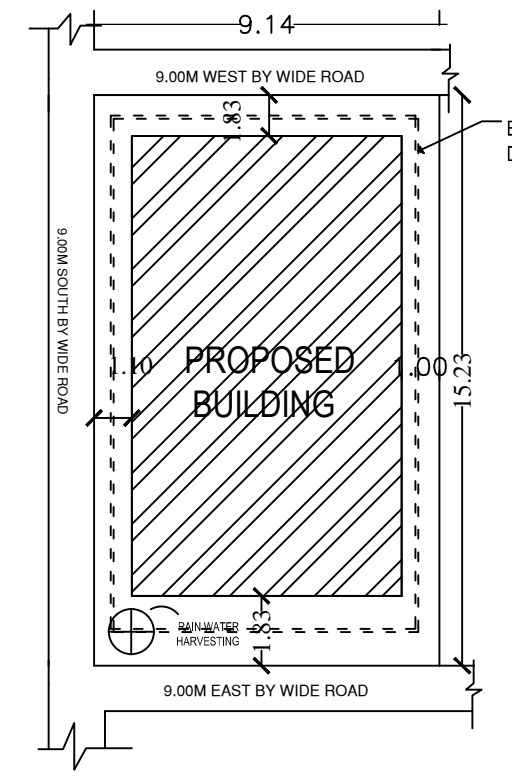 9.14
9.00M WEST BY WIDE ROAD
1.83
9.00M SOUTH BY WIDE ROAD
1.10
PROPOSED
BUILDING
1.00
15.23
RAIN WATER
HARVESTING
1.83
9.00M EAST BY WIDE ROAD